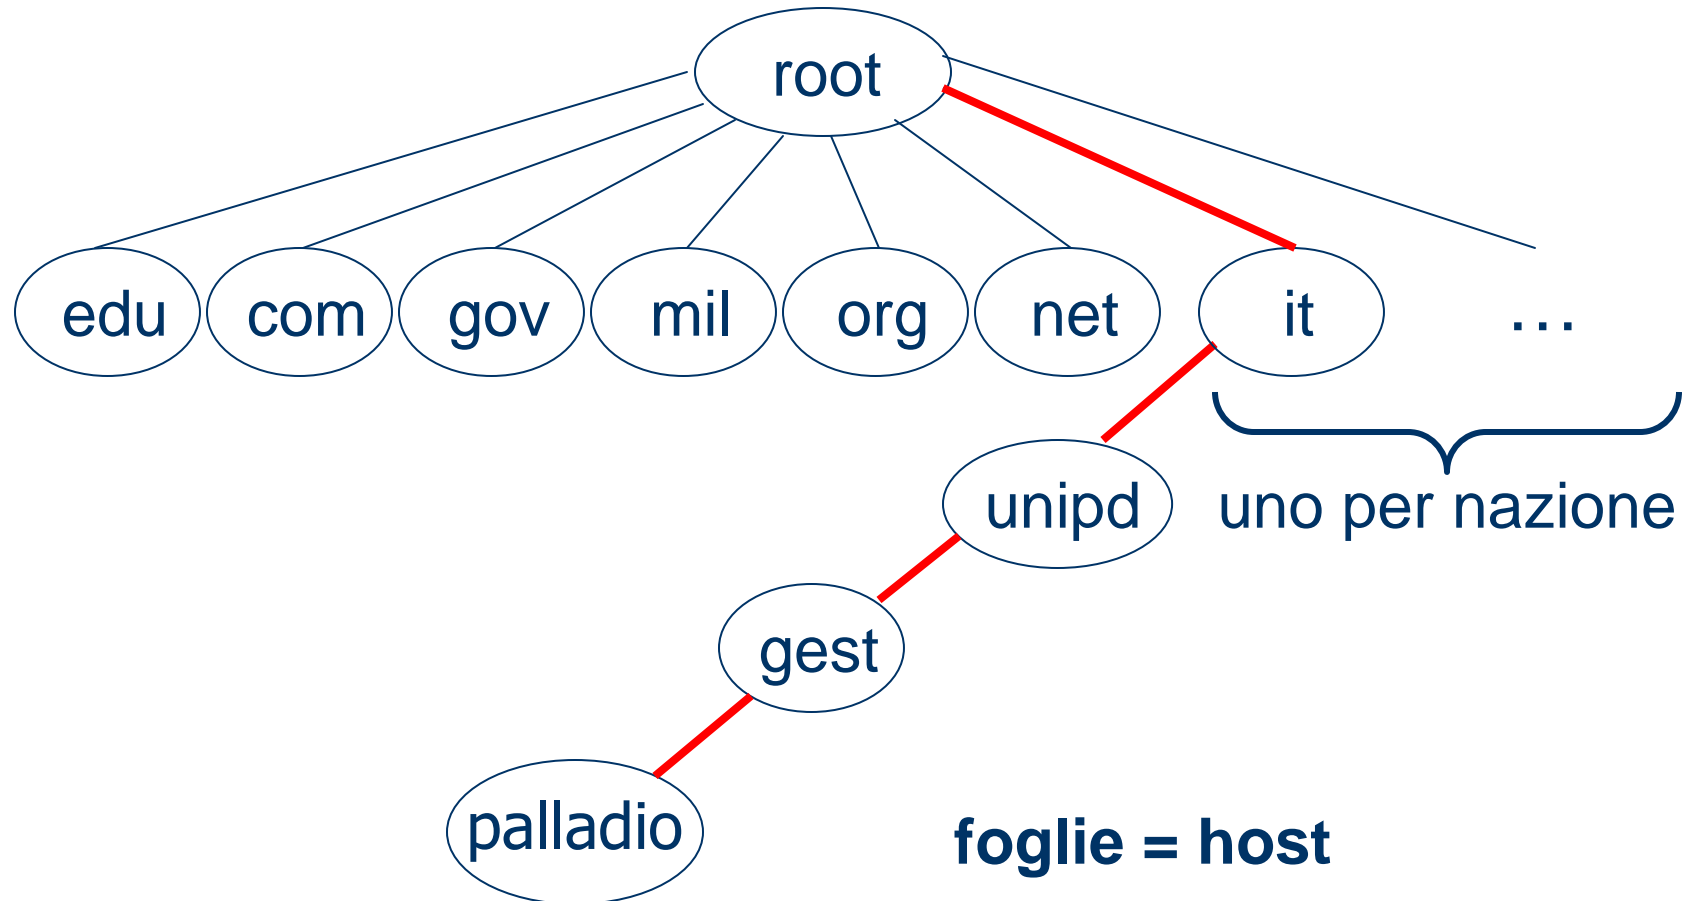 root
edu com gov mil org net it ...
unipd uno per nazione
gest
palladio
foglie = host